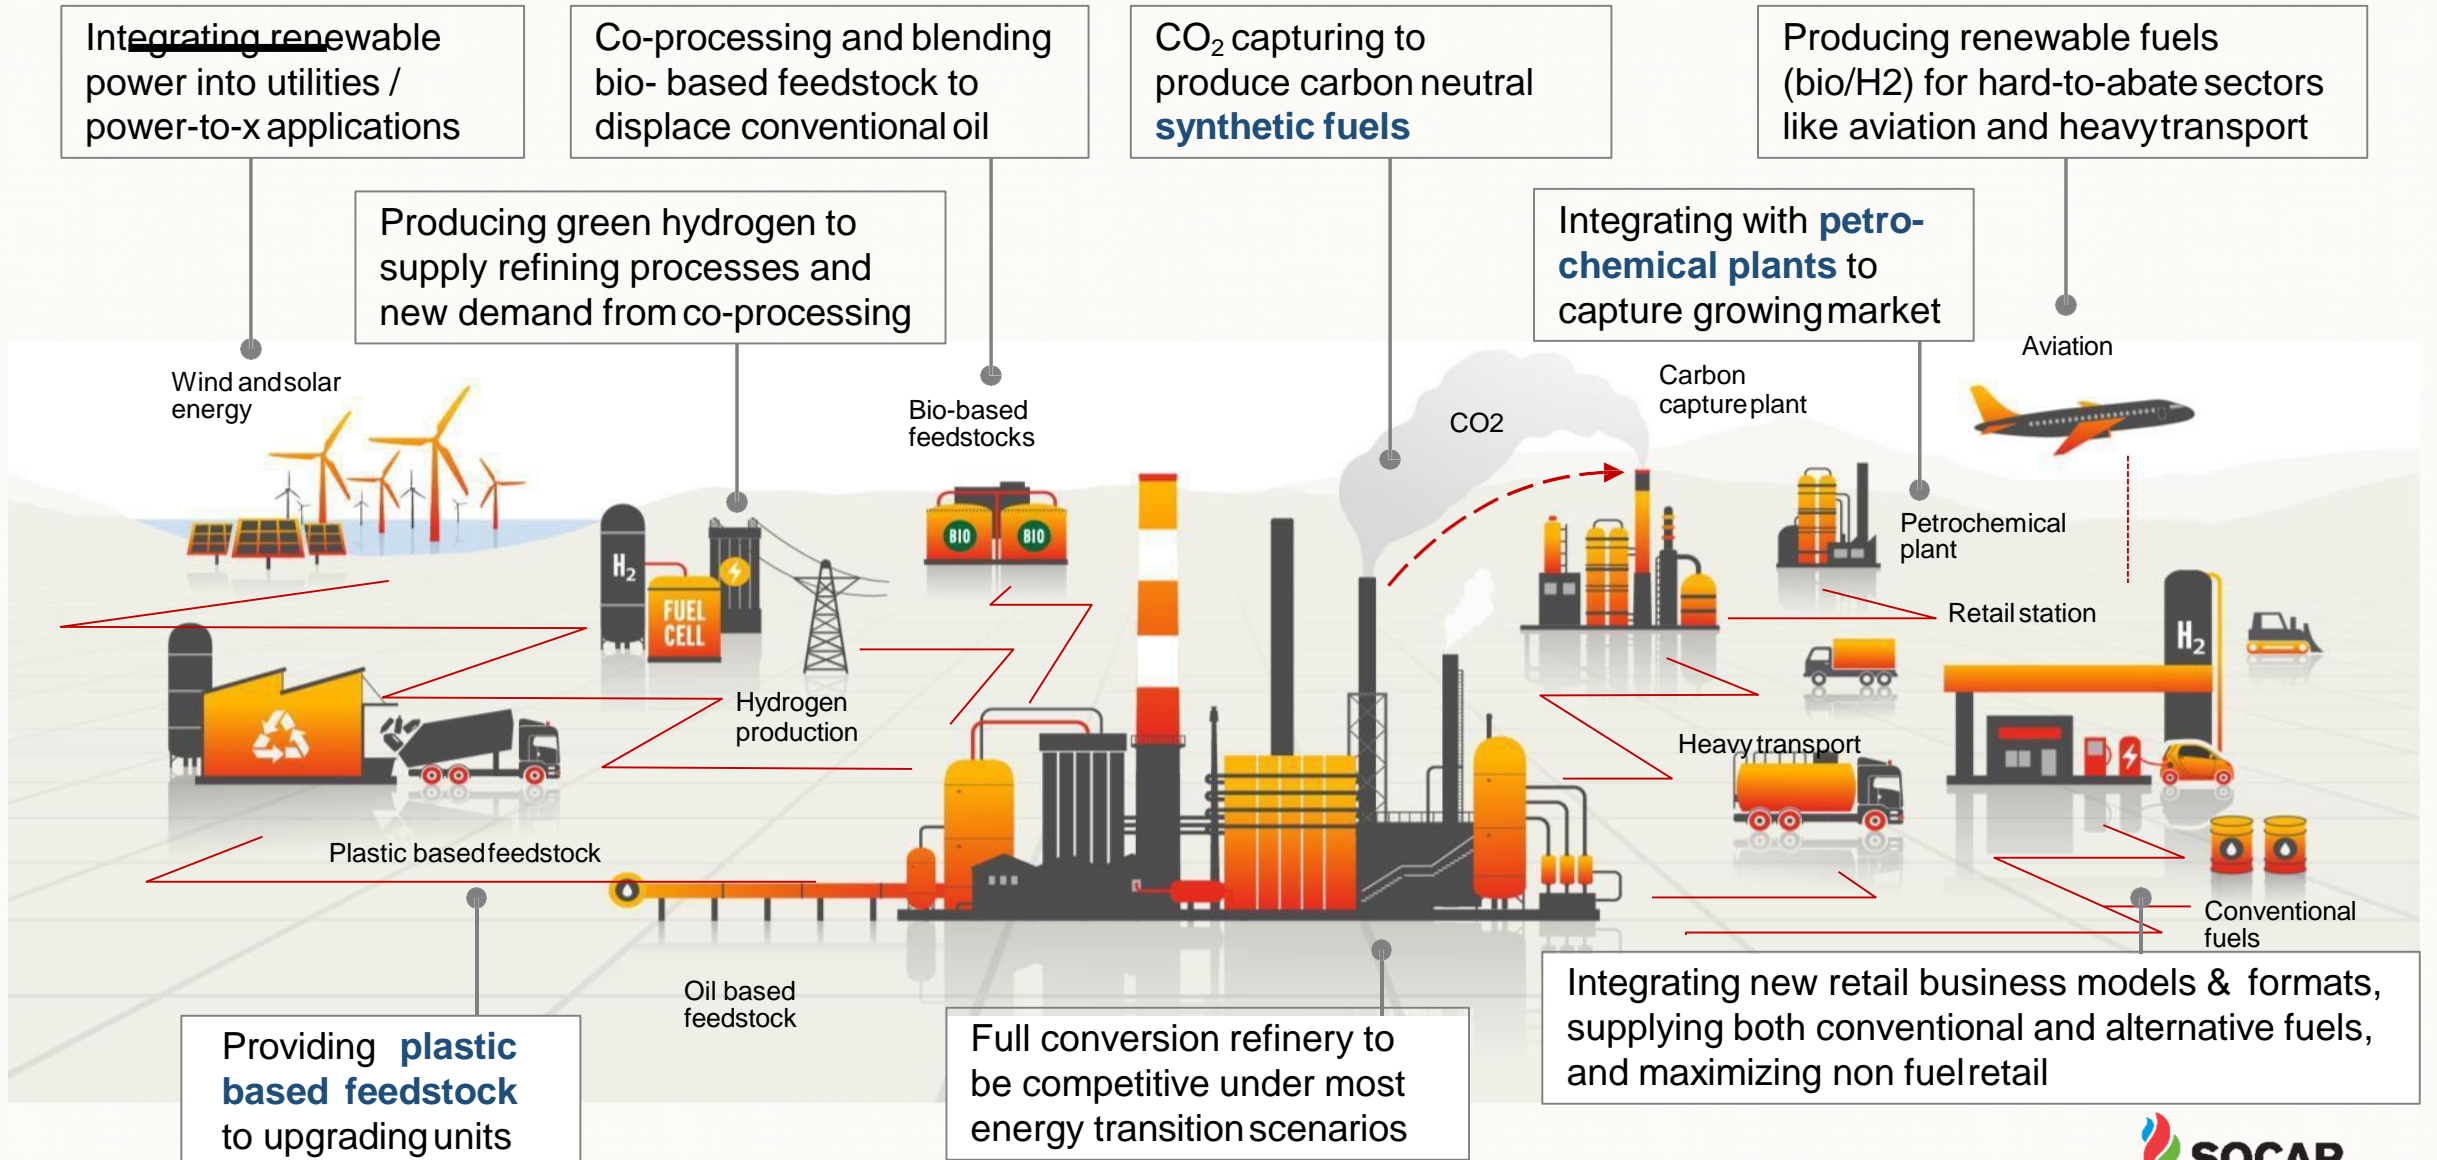 Integrating renewable
power into utilities /
power-to-x applications
Co-processing and blending
bio- based feedstock to
displace conventional oil
CO₂ capturing to
produce carbon neutral
synthetic fuels
Producing renewable fuels
(bio/H2) for hard-to-abate sectors
like aviation and heavy transport
Producing green hydrogen to
supply refining processes and
new demand from co-processing
Integrating with petro-
chemical plants to
capture growing market
Wind and solar
energy
Bio-based
feedstocks
CO2
Carbon
capture plant
Aviation
BIO
BIO
H₂
FUEL
CELL
Petrochemical
plant
Retail station
H₂
Hydrogen
production
Heavy transport
Plastic based feedstock
Conventional
fuels
Oil based
feedstock
Providing plastic
based feedstock
to upgrading units
Full conversion refinery to
be competitive under most
energy transition scenarios
Integrating new retail business models & formats,
supplying both conventional and alternative fuels,
and maximizing non fuel retail
SOCAR